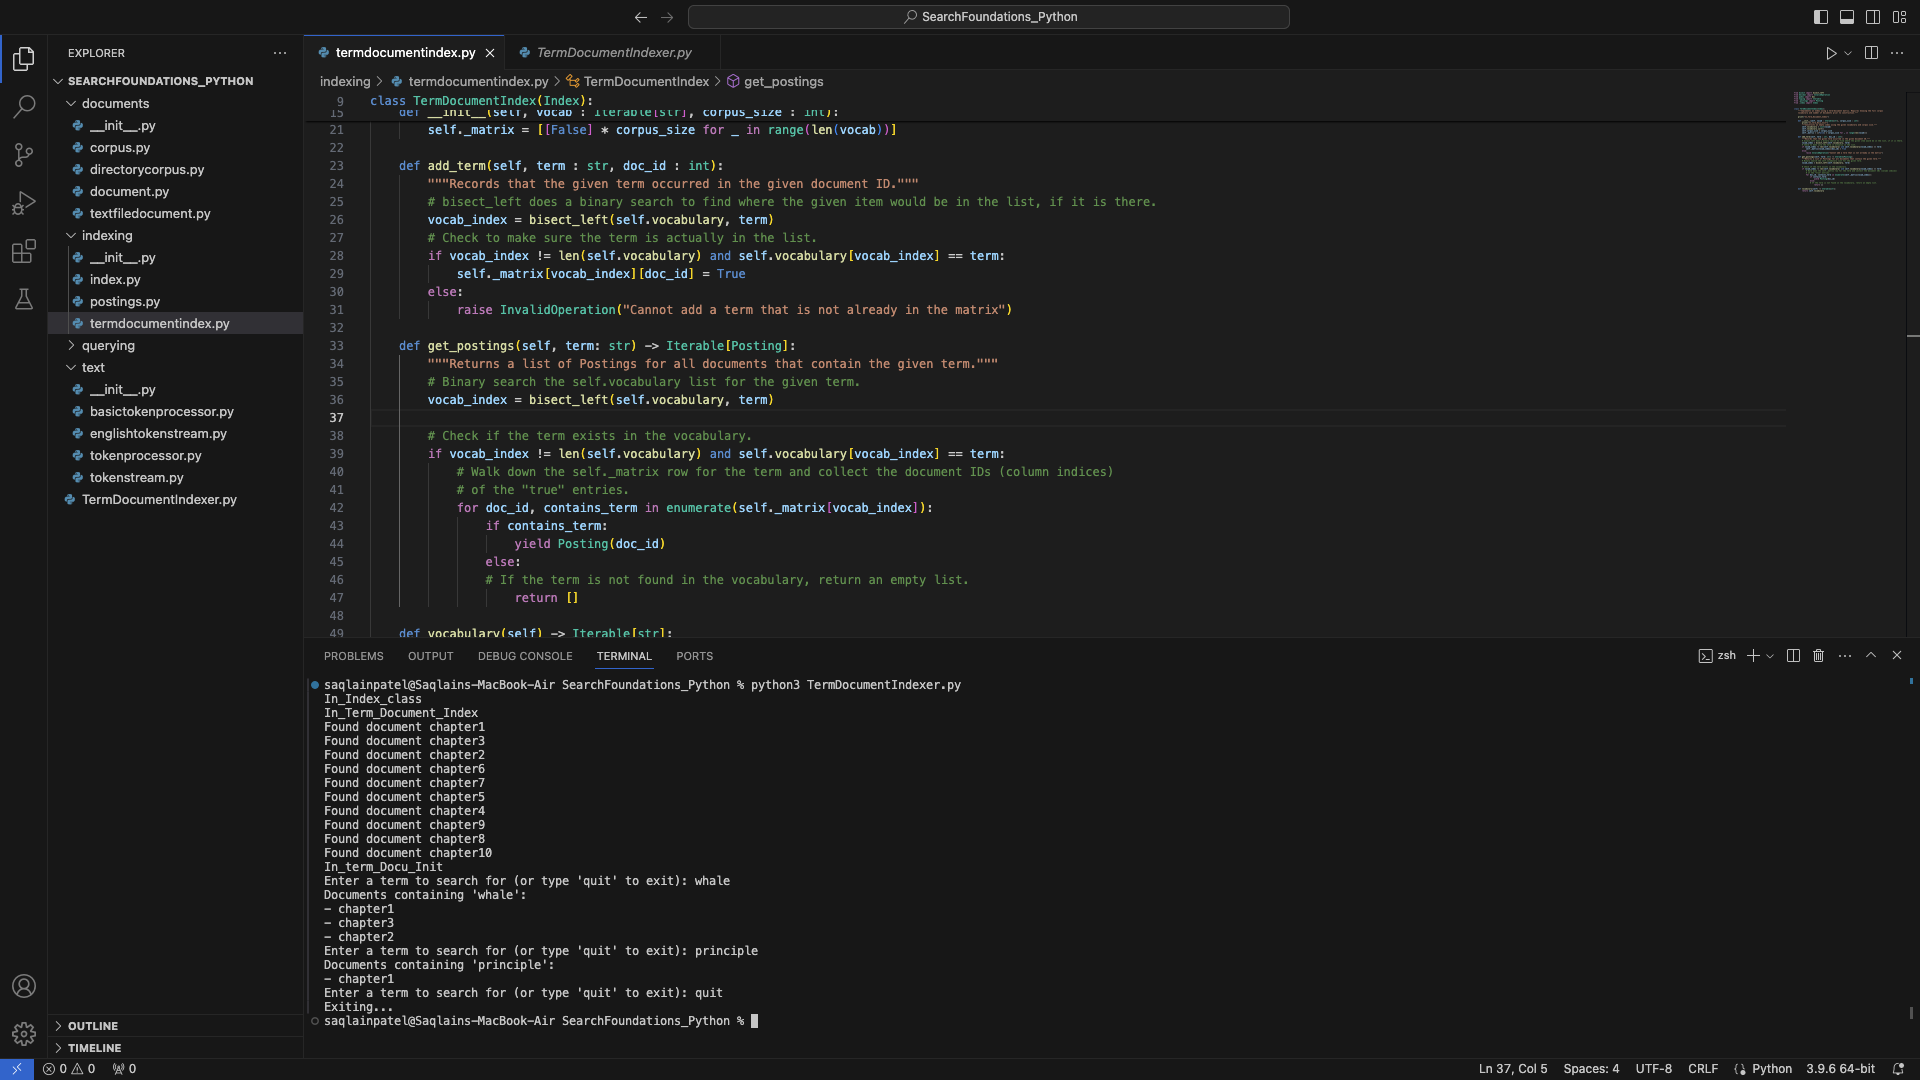 SearchFoundations_Python
EXPLORER
SEARCHFOUNDATIONS_PYTHON
documents
__init__.py
corpus.py
directorycorpus.py
document.py
textfiledocument.py
indexing
__init__.py
index.py
postings.py
termdocumentindex.py
querying
text
__init__.py
basictokenprocessor.py
englishtokenstream.py
tokenprocessor.py
tokenstream.py
TermDocumentIndexer.py
OUTLINE
TIMELINE
termdocumentindex.py
TermDocumentIndexer.py
indexing > termdocumentindex.py > TermDocumentIndex > get_postings
9 class TermDocumentIndex(Index):
15 def __init__(self, vocab : Iterable[str], corpus_size : int):
21 self._matrix = [[False] * corpus_size for _ in range(len(vocab))]
22
23 def add_term(self, term : str, doc_id : int):
24 """Records that the given term occurred in the given document ID."""
25 # bisect_left does a binary search to find where the given item would be in the list, if it is there.
26 vocab_index = bisect_left(self.vocabulary, term)
27 # Check to make sure the term is actually in the list.
28 if vocab_index != len(self.vocabulary) and self.vocabulary[vocab_index] == term:
29 self._matrix[vocab_index][doc_id] = True
30 else:
31 raise InvalidOperation("Cannot add a term that is not already in the matrix")
32
33 def get_postings(self, term: str) -> Iterable[Posting]:
34 """Returns a list of Postings for all documents that contain the given term."""
35 # Binary search the self.vocabulary list for the given term.
36 vocab_index = bisect_left(self.vocabulary, term)
37
38 # Check if the term exists in the vocabulary.
39 if vocab_index != len(self.vocabulary) and self.vocabulary[vocab_index] == term:
40 # Walk down the self._matrix row for the term and collect the document IDs (column indices)
41 # of the "true" entries.
42 for doc_id, contains_term in enumerate(self._matrix[vocab_index]):
43 if contains_term:
44 yield Posting(doc_id)
45 else:
46 # If the term is not found in the vocabulary, return an empty list.
47 return []
48
49 def vocabulary(self) -> Iterable[str]:
PROBLEMS OUTPUT DEBUG CONSOLE TERMINAL PORTS
zsh
saqlainpatel@Saqlains-MacBook-Air SearchFoundations_Python % python3 TermDocumentIndexer.py
In_Index_class
In_Term_Document_Index
Found document chapter1
Found document chapter3
Found document chapter2
Found document chapter6
Found document chapter7
Found document chapter5
Found document chapter4
Found document chapter9
Found document chapter8
Found document chapter10
In_term_Docu_Init
Enter a term to search for (or type 'quit' to exit): whale
Documents containing 'whale':
- chapter1
- chapter3
- chapter2
Enter a term to search for (or type 'quit' to exit): principle
Documents containing 'principle':
- chapter1
Enter a term to search for (or type 'quit' to exit): quit
Exiting...
saqlainpatel@Saqlains-MacBook-Air SearchFoundations_Python %
0 0 0
Ln 37, Col 5 Spaces: 4 UTF-8 CRLF Python 3.9.6 64-bit